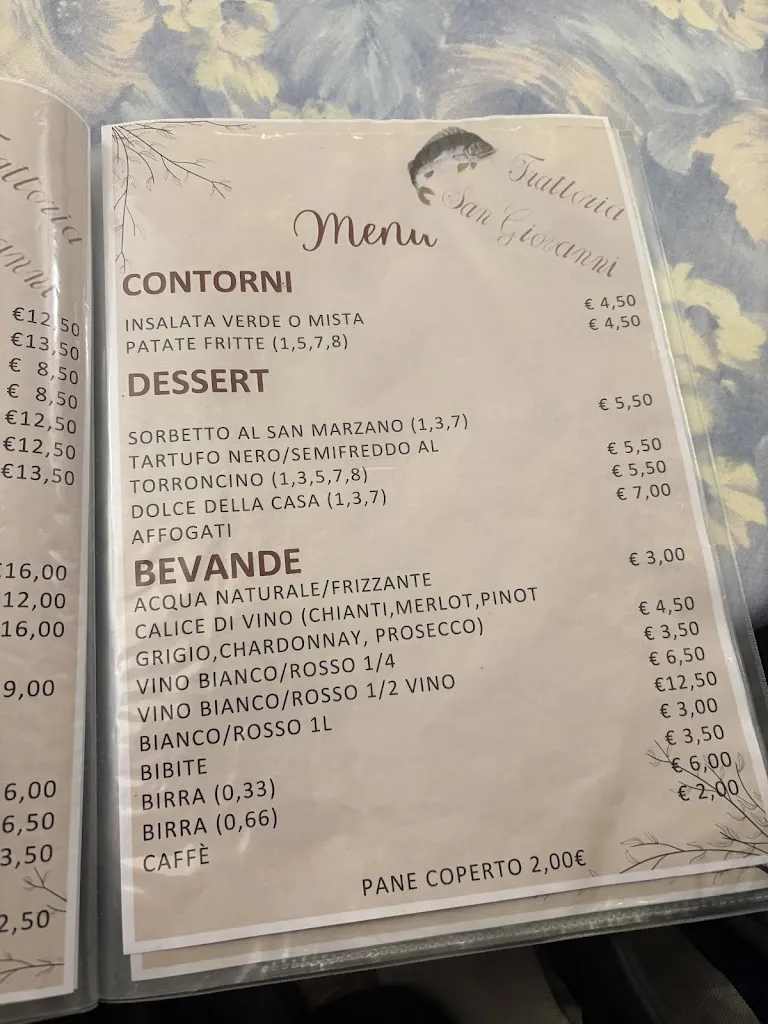 Trattoria
€12,50
€13,50
€ 8,50
€ 8,50
€12,50
€12,50
€13,50
€16,00
12,00
16,00
9,00
6,00
6,50
3,50
2,50
Trattoria
San Giovanni
Menu
CONTORNI
INSALATA VERDE O MISTA € 4,50
PATATE FRITTE (1,5,7,8) € 4,50
DESSERT
SORBETTO AL SAN MARZANO (1,3,7) € 5,50
TARTUFO NERO/SEMIFREDDO AL
TORRONCINO (1,3,5,7,8) € 5,50
DOLCE DELLA CASA (1,3,7) € 5,50
AFFOGATI € 7,00
BEVANDE
ACQUA NATURALE/FRIZZANTE € 3,00
CALICE DI VINO (CHIANTI,MERLOT,PINOT
GRIGIO,CHARDONNAY, PROSECCO) € 4,50
VINO BIANCO/ROSSO 1/4 € 3,50
VINO BIANCO/ROSSO 1/2 VINO € 6,50
BIANCO/ROSSO 1L €12,50
BIBITE € 3,00
BIRRA (0,33) € 3,50
BIRRA (0,66) € 6,00
CAFFÈ € 2,00
PANE COPERTO 2,00€